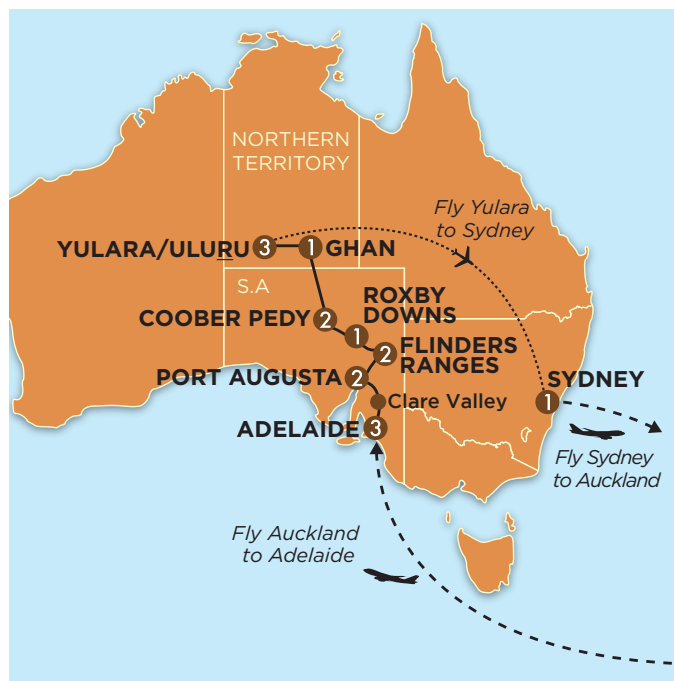 NORTHERN
TERRITORY
Fly Yulara
to Sydney
YULARA/ULURU 3
1 GHAN
S.A
ROXBY
DOWNS
COOBER PEDY 2
1
2 FLINDERS
RANGES
PORT AUGUSTA 2
SYDNEY
1
Clare Valley
ADELAIDE 3
Fly Sydney
to Auckland
Fly Auckland
to Adelaide